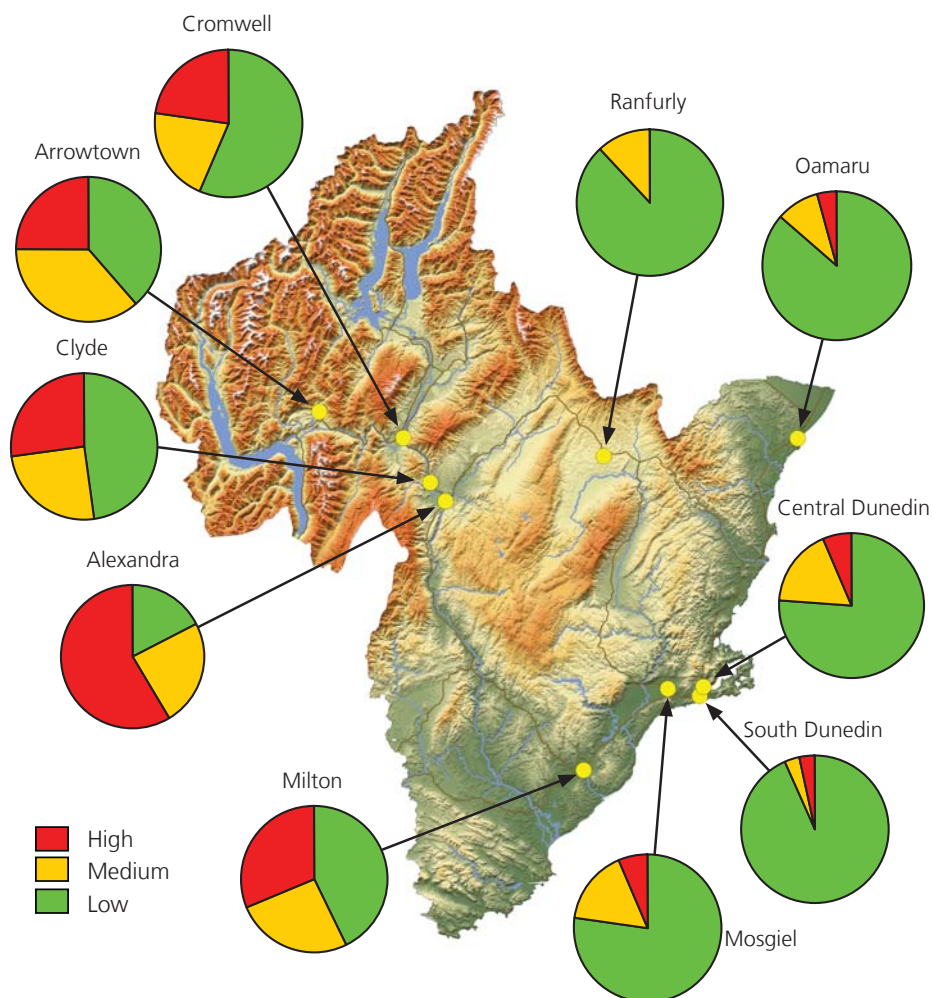 Cromwell
Ranfurly
Arrowtown
Oamaru
Clyde
Central Dunedin
Alexandra
South Dunedin
Milton
High
Medium
Low
Mosgiel